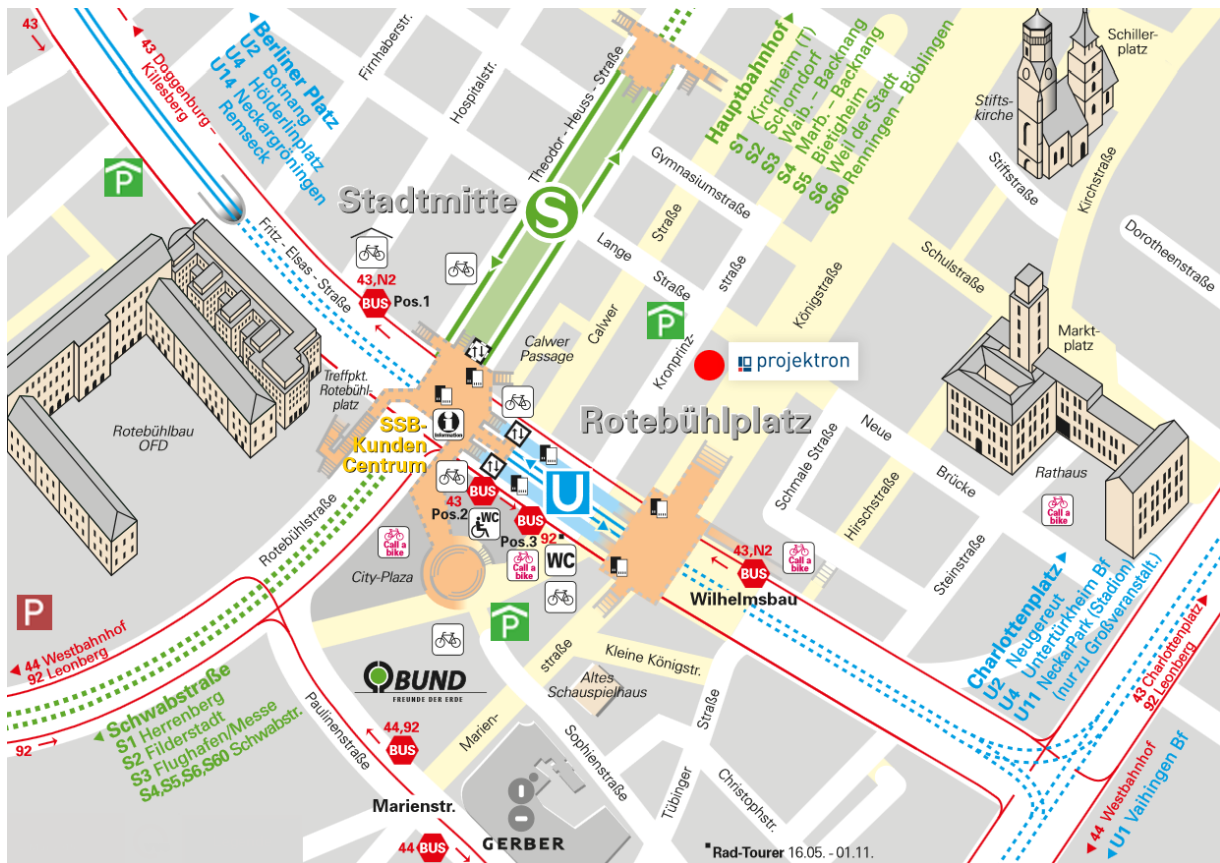 43
43 Doggenburg –
Killesberg
Berliner Platz
U2 Botnang
U4 Hölderlinplatz
U14 Neckargröningen
Remseck
Firnhaberstr.
Hospitalstr.
Theodor - Heuss - Straße
Hauptbahnhof
S1 Kirchheim (T)
S2 Schorndorf
S3 Waib. – Backnang
S4 Marb. – Backnang
S5 Bietigheim
S6 Weil der Stadt
S60 Renningen – Böblingen
Schiller-
platz
Stifts-
kirche
Stiftstraße
Kirchstraße
Dorotheenstraße
P
Stadtmitte
S
Gymnasiumstraße
Lange Straße
Schulstraße
Königstraße
Fritz - Elsas - Straße
43,N2
BUS
Pos.1
P
Calwer
Passage
Calwer Straße
Kronprinz- straße
projektron
Markt-
platz
Treffpkt.
Rotebühl-
platz
Rotebühlbau
OFD
SSB-
Kunden
Centrum
Information
Rotebühlplatz
Schmale Straße
Neue Brücke
Hirschstraße
Rathaus
Call a
bike
U
BUS
43
Pos.2
WC
BUS
Pos.3
92
Call a
bike
City-Plaza
Call a
bike
WC
Rotebühlstraße
43,N2
BUS
Call a
bike
Wilhelmsbau
Steinstraße
P
P
44 Westbahnhof
92 Leonberg
92
Schwabstraße
S1 Herrenberg
S2 Filderstadt
S3 Flughafen/Messe
S4,S5,S6,S60 Schwabstr.
BUND
FREUNDE DER ERDE
Kleine Königstr.
Altes
Schauspielhaus
Marien- straße
Paulinenstraße
44,92
BUS
Marienstr.
44
BUS
GERBER
Sophienstraße
Tübinger Straße
Christophstr.
Charlottenplatz
U2 Neugereut
U4 Untertürkheim Bf
U11 NeckerPark (Stadion)
(nur zu Großveranstalt.)
43 Charlottenplatz
92 Leonberg
44 Westbahnhof
U1 Vaihingen Bf
Rad-Tourer 16.05. - 01.11.